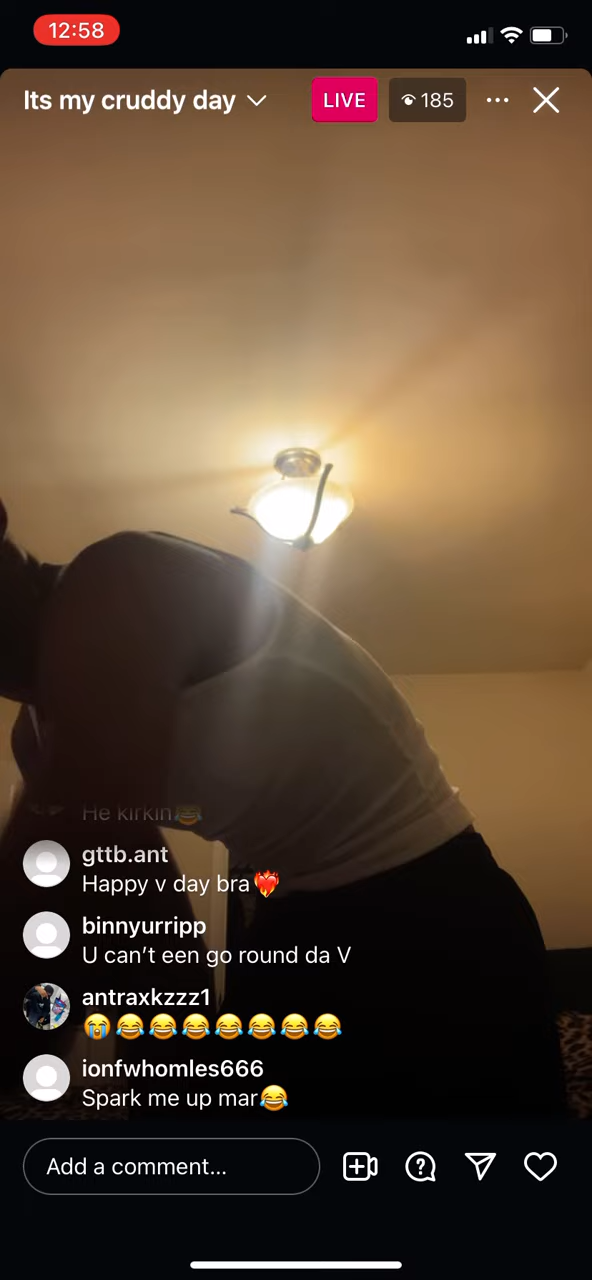 12:58
Its my cruddy day
LIVE
185
He kirkin😂
gttb.ant
Happy v day bra❤️‍🔥
binnyurripp
U can't een go round da V
antraxkzzz1
😭😂😂😂😂😂😂😂
ionfwhomles666
Spark me up mar😂
Add a comment...